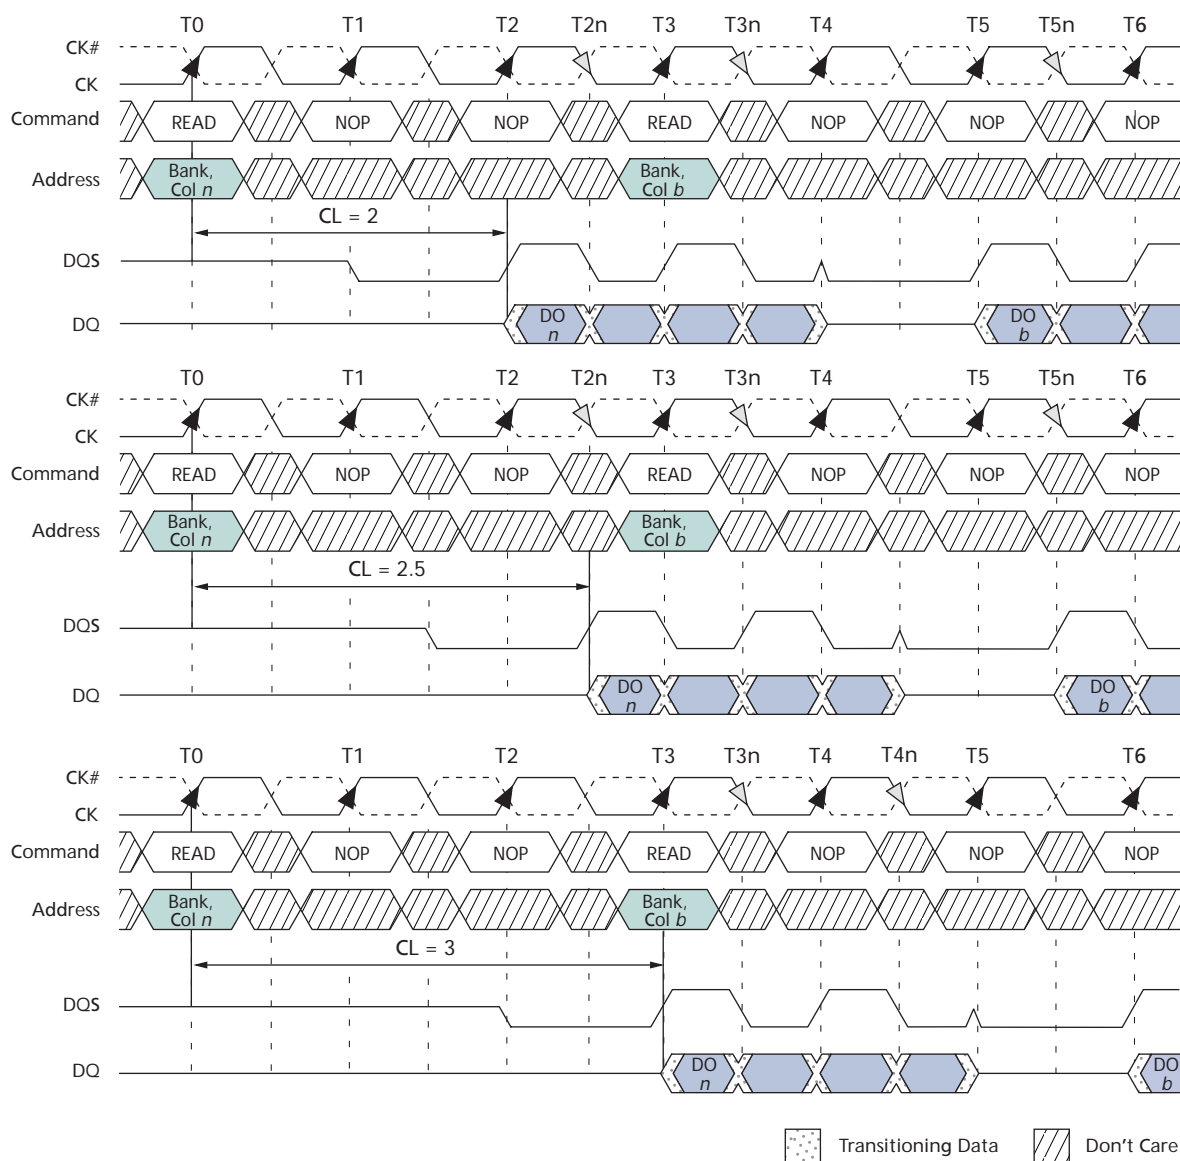 T0 T1 T2 T2n T3 T3n T4 T5 T5n T6
CK#
CK
Command READ NOP NOP READ NOP NOP NOP
Address Bank, Col n Bank, Col b
CL = 2
DQS
DQ DO n DO b
T0 T1 T2 T2n T3 T3n T4 T5 T5n T6
CK#
CK
Command READ NOP NOP READ NOP NOP NOP
Address Bank, Col n Bank, Col b
CL = 2.5
DQS
DQ DO n DO b
T0 T1 T2 T3 T3n T4 T4n T5 T6
CK#
CK
Command READ NOP NOP READ NOP NOP NOP
Address Bank, Col n Bank, Col b
CL = 3
DQS
DQ DO n DO b
Transitioning Data Don't Care